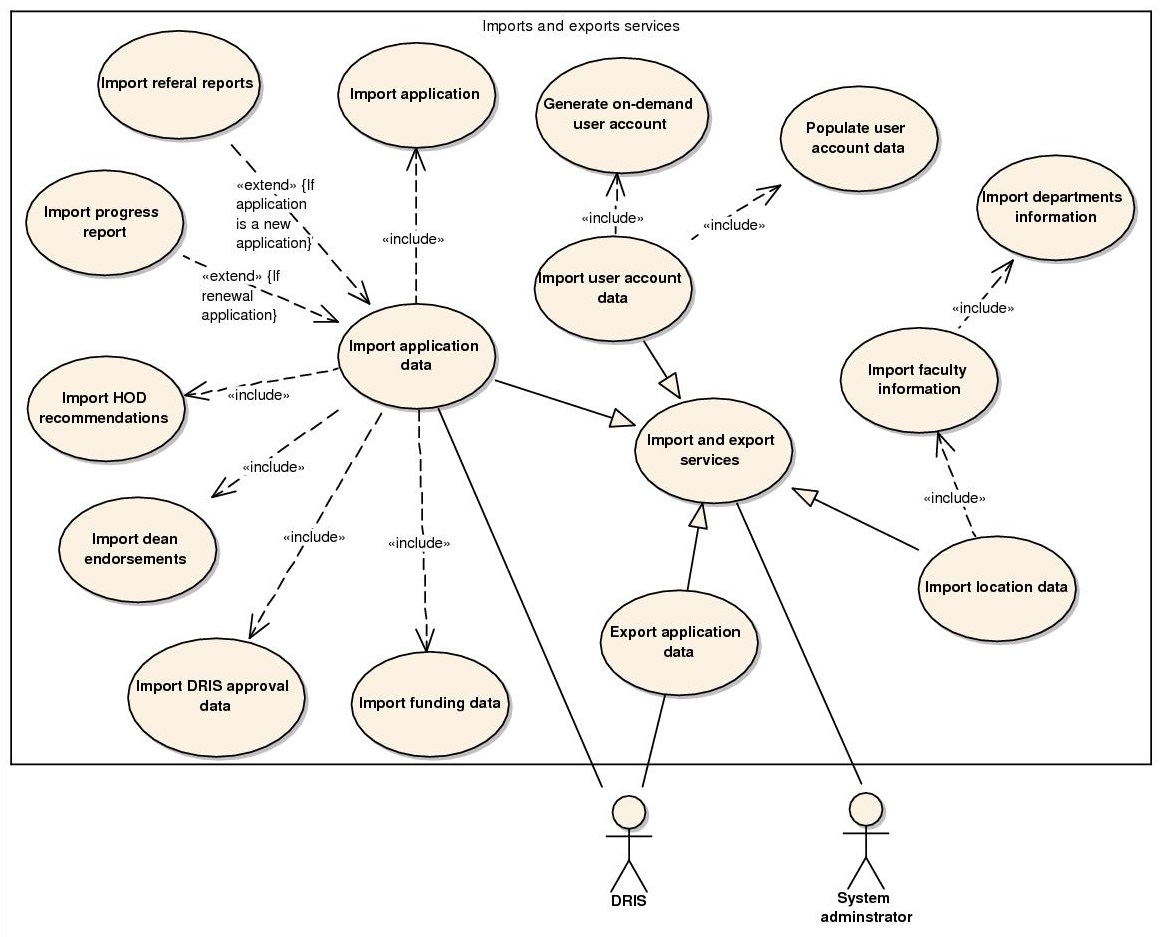 Imports and exports services
Import referal reports
Import application
Generate on-demand
user account
Populate user
account data
Import departments
information
Import progress
report
«extend» {If
application
is a new
application}
«include»
«include»
«include»
«extend» {If
renewal
application}
Import user account
data
«include»
Import application
data
Import faculty
information
Import HOD
recommendations
«include»
Import and export
services
«include»
«include»
«include»
«include»
Import dean
endorsements
Import location data
Export application
data
Import DRIS approval
data
Import funding data
DRIS
System
adminstrator